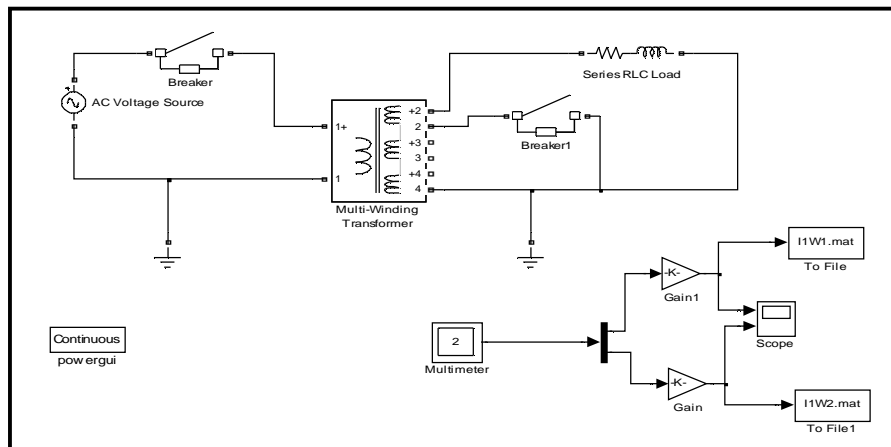 Breaker
AC Voltage Source
1+
1
+2
2
+3
3
+4
4
Multi-Winding
Transformer
Series RLC Load
Breaker1
Continuous
powergui
2
Multimeter
-K-
Gain1
I1W1.mat
To File
Scope
-K-
Gain
I1W2.mat
To File1